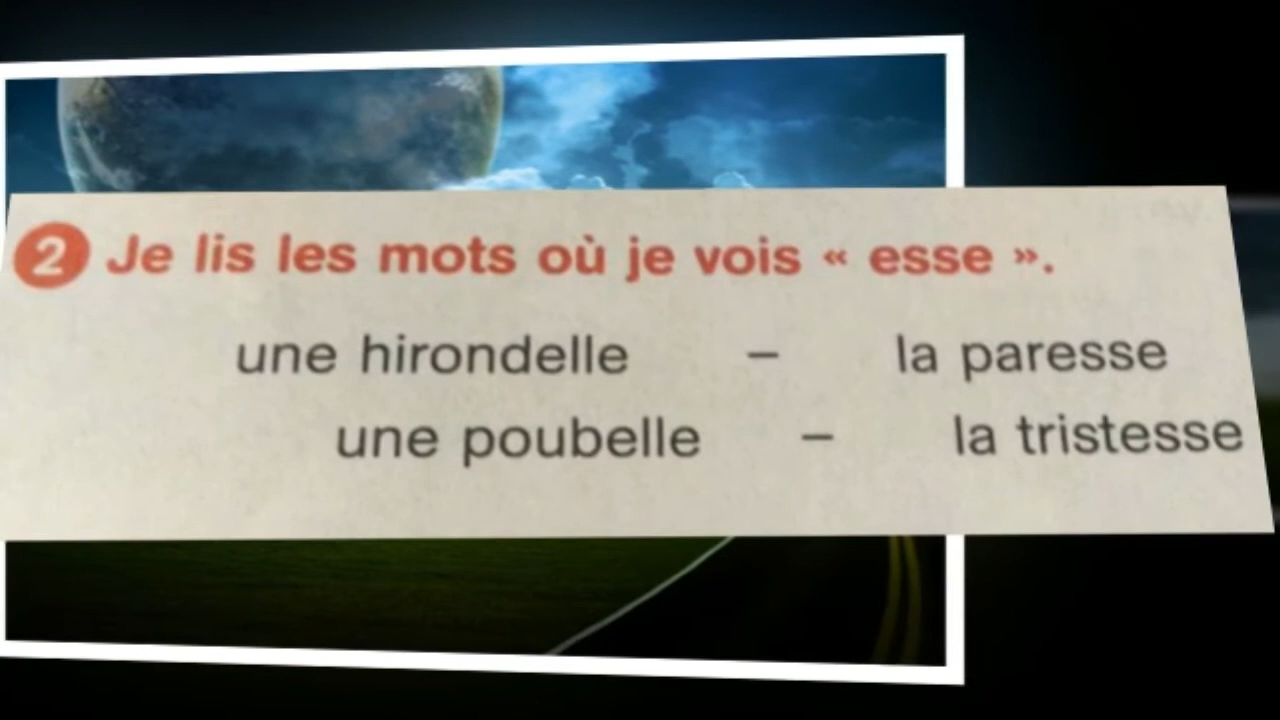 2 Je lis les mots où je vois « esse ».
une hirondelle – la paresse
une poubelle – la tristesse